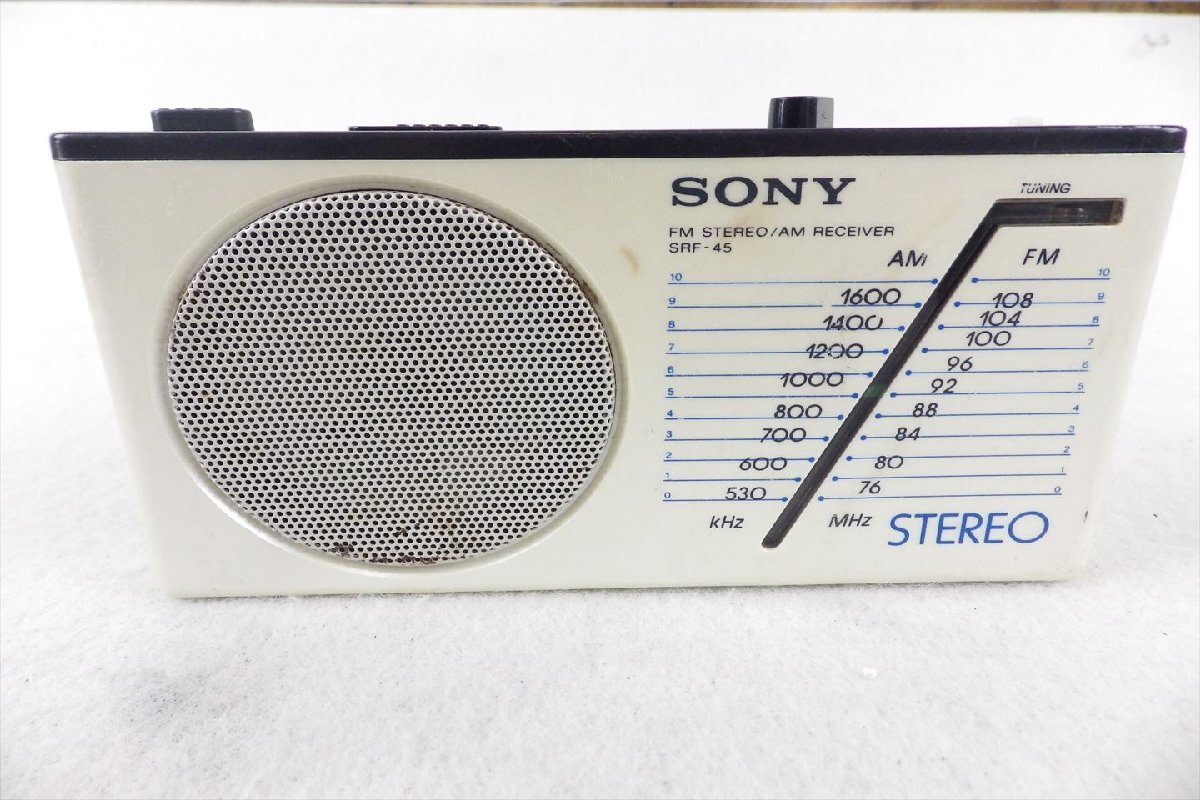 SONY
TUNING
FM STEREO/AM RECEIVER
SRF-45
AM FM
10 10
9 1600 108 9
8 1400 104 8
7 1200 100 7
6 1000 96 6
5 92 5
4 800 88 4
3 700 84 3
2 600 80 2
1 1
0 530 76 0
kHz MHz STEREO